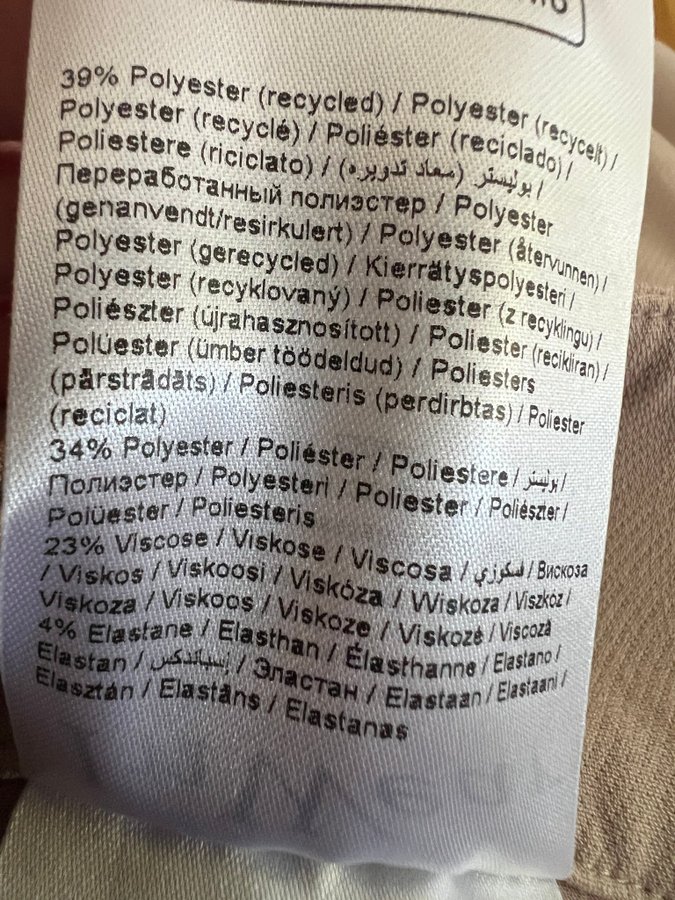 39% Polyester (recycled) / Polyester (recycelt) /
Polyester (recyclé) / Poliéster (reciclado) /
Poliestere (riciclato) / بوليستر (معاد تدويره) /
Переработанный полиэстер / Polyester
(genanvendt/resirkulert) / Polyester (återvunnen) /
Polyester (gerecycled) / Kierrätyspolyesteri /
Polyester (recyklovaný) / Poliester (z recyklingu) /
Poliészter (újrahasznosított) / Poliester (recikliran) /
Polüester (ümber töödeldud) / Poliesters
(pārstrādāts) / Poliesteris (perdirbtas) / Poliester
(reciclat)
34% Polyester / Poliéster / Poliestere / بوليستر /
Полиэстер / Polyesteri / Poliester / Poliészter /
Polüester / Poliesteris
23% Viscose / Viskose / Viscosa / فسكوزي / Вискоза
/ Viskos / Viskoosi / Viskóza / Wiskoza / Viszkóz /
Viskoza / Viskoos / Viskoze / Viskozė / Viscoză
4% Elastane / Elasthan / Élasthanne / Elastano /
Elastan / إسباندكس / Эластан / Elastaan / Elastaani /
Elasztán / Elastāns / Elastanas